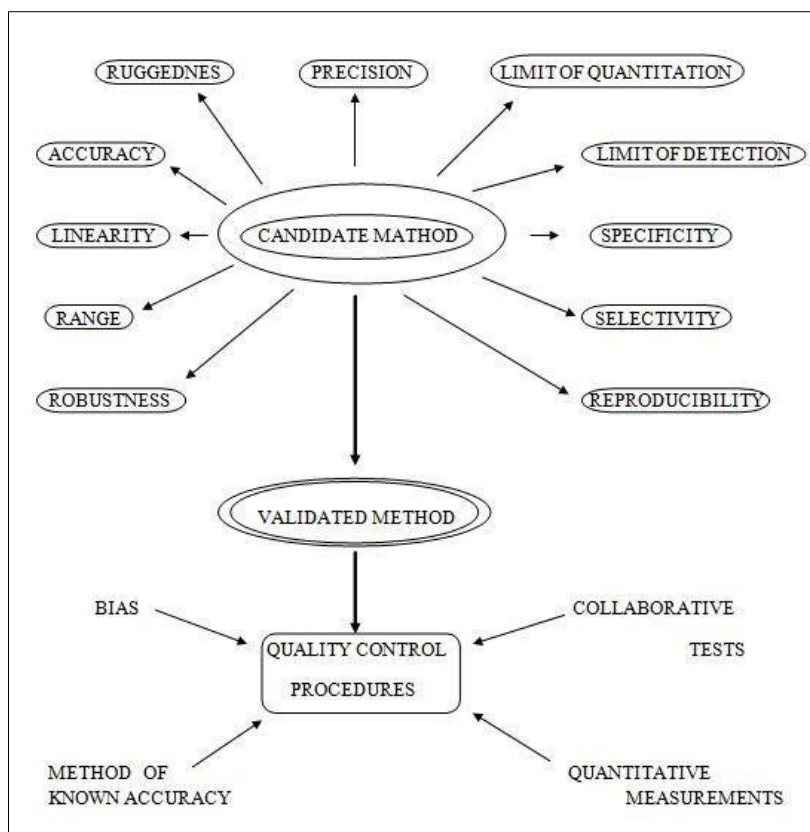 RUGGEDNES
PRECISION
LIMIT OF QUANTITATION
ACCURACY
LIMIT OF DETECTION
LINEARITY
CANDIDATE MATHOD
SPECIFICITY
RANGE
SELECTIVITY
ROBUSTNESS
REPRODUCIBILITY
VALIDATED METHOD
BIAS
COLLABORATIVE
TESTS
QUALITY CONTROL
PROCEDURES
METHOD OF
KNOWN ACCURACY
QUANTITATIVE
MEASUREMENTS